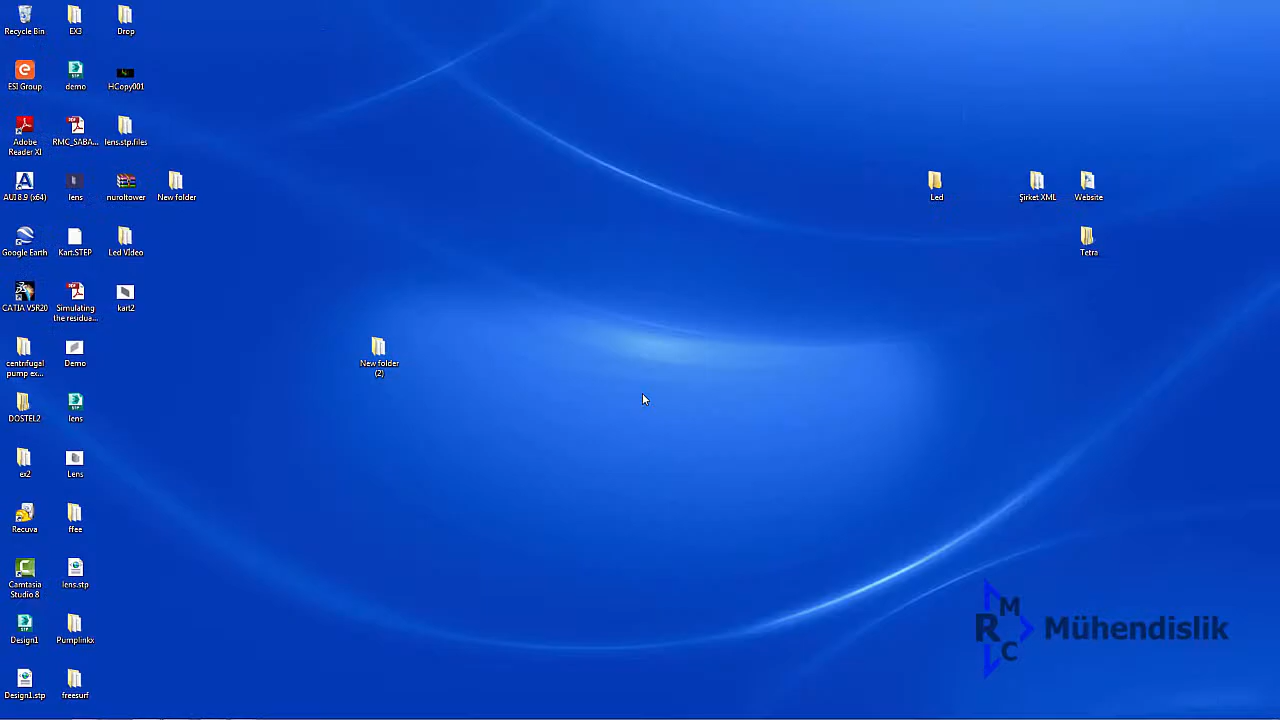 Recycle Bin
EX3
Drop
ESI Group
demo
HCopy001
Adobe
Reader XI
RMC_SABA...
lens.stp.files
AUI 8.9 (x64)
lens
nuroltower
New folder
Led
Şirket XML
Website
Google Earth
Kart.STEP
Led Video
Tetra
CATIA V5R20
Simulating
the residua...
kart2
centrifugal
pump ex...
Demo
New folder
(2)
DOSTEL2
lens
ex2
Lens
Recuva
ffee
Camtasia
Studio 8
lens.stp
Design1
Pumplinkx
Design1.stp
freesurf
RMC Mühendislik